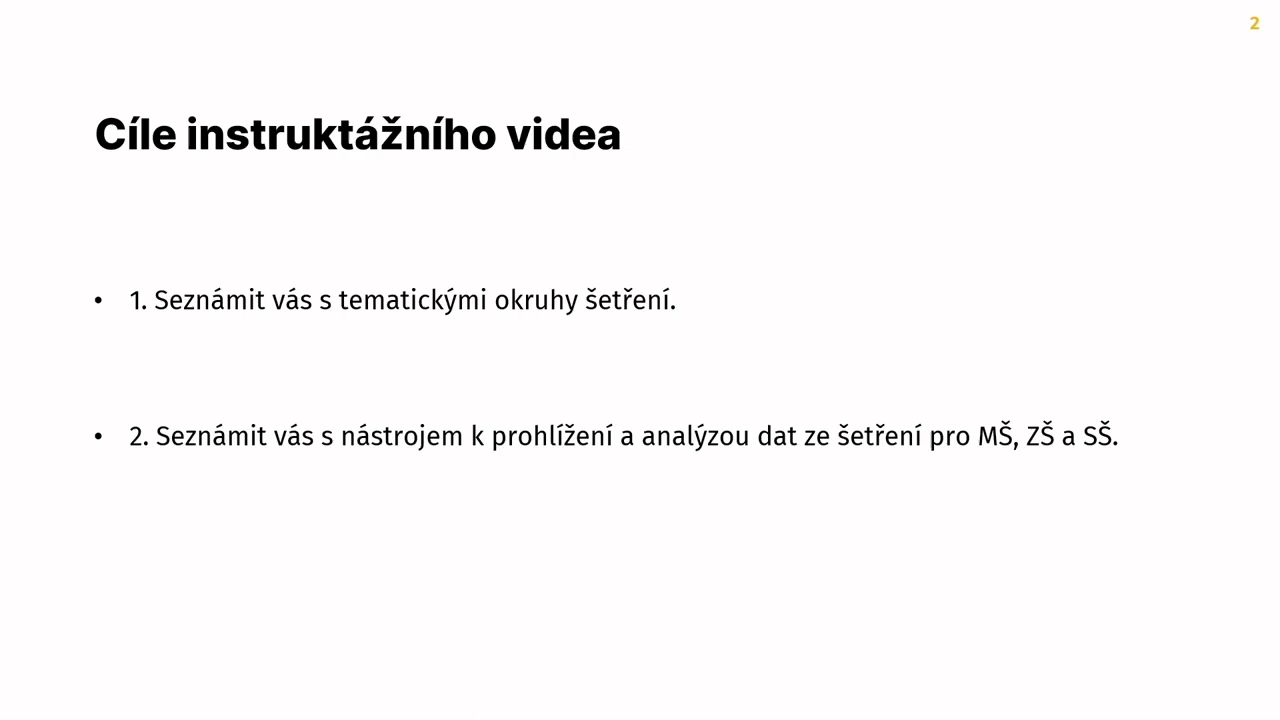 2
Cíle instruktážního videa
• 1. Seznámit vás s tematickými okruhy šetření.
• 2. Seznámit vás s nástrojem k prohlížení a analýzou dat ze šetření pro MŠ, ZŠ a SŠ.